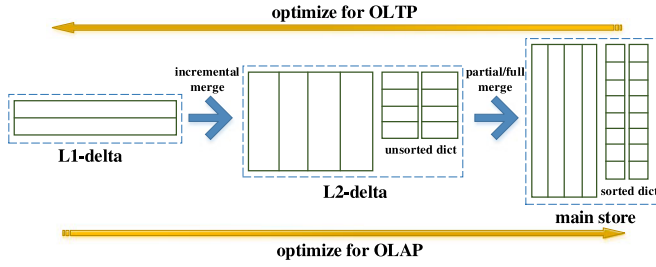 optimize for OLTP
incremental
merge
partial/full
merge
unsorted dict
L1-delta
L2-delta
sorted dict
main store
optimize for OLAP